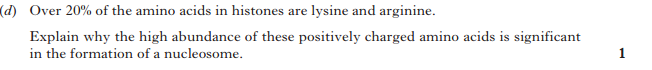 (d) Over 20% of the amino acids in histones are lysine and arginine.
Explain why the high abundance of these positively charged amino acids is significant
in the formation of a nucleosome. 1